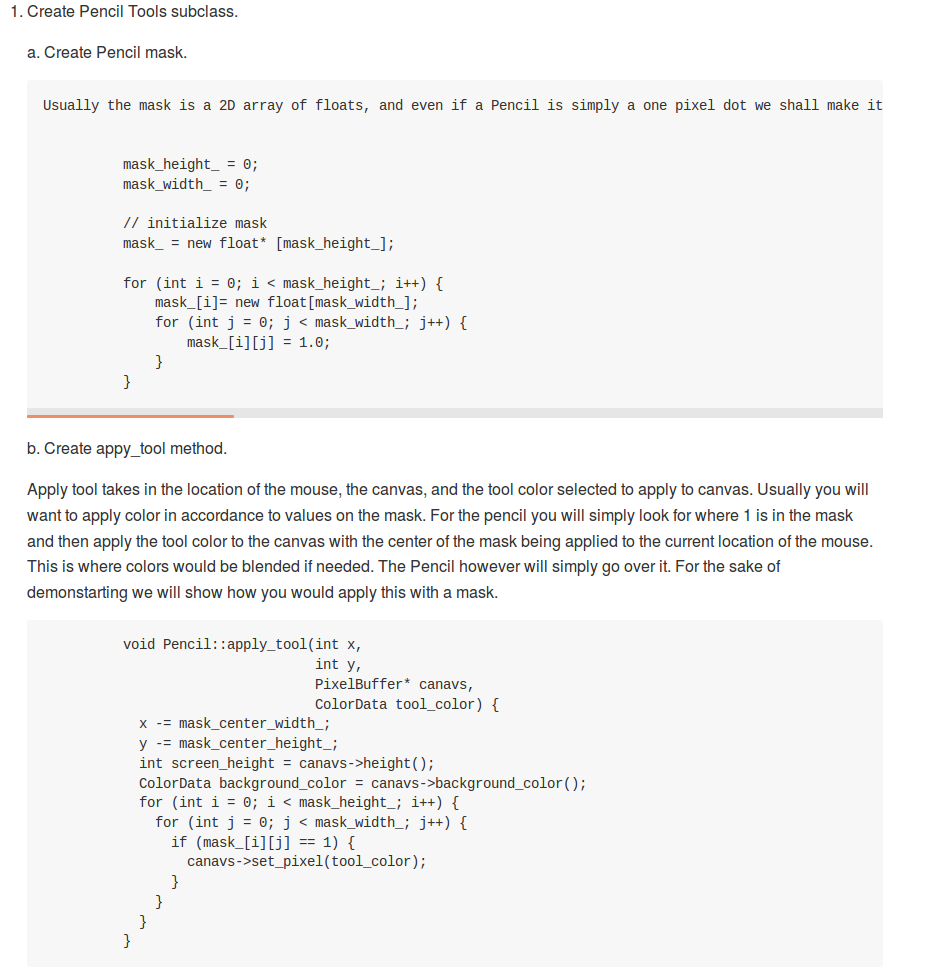 1. Create Pencil Tools subclass.
a. Create Pencil mask.
Usually the mask is a 2D array of floats, and even if a Pencil is simply a one pixel dot we shall make it
mask_height_ = 0;
mask_width_ = 0;
// initialize mask
mask_ = new float* [mask_height_];
for (int i = 0; i < mask_height_; i++) {
mask_[i]= new float[mask_width_];
for (int j = 0; j < mask_width_; j++) {
mask_[i][j] = 1.0;
}
}
b. Create appy_tool method.
Apply tool takes in the location of the mouse, the canvas, and the tool color selected to apply to canvas. Usually you will
want to apply color in accordance to values on the mask. For the pencil you will simply look for where 1 is in the mask
and then apply the tool color to the canvas with the center of the mask being applied to the current location of the mouse.
This is where colors would be blended if needed. The Pencil however will simply go over it. For the sake of
demonstarting we will show how you would apply this with a mask.
void Pencil::apply_tool(int x,
int y,
PixelBuffer* canavs,
ColorData tool_color) {
x -= mask_center_width_;
y -= mask_center_height_;
int screen_height = canavs->height();
ColorData background_color = canavs->background_color();
for (int i = 0; i < mask_height_; i++) {
for (int j = 0; j < mask_width_; j++) {
if (mask_[i][j] == 1) {
canavs->set_pixel(tool_color);
}
}
}
}